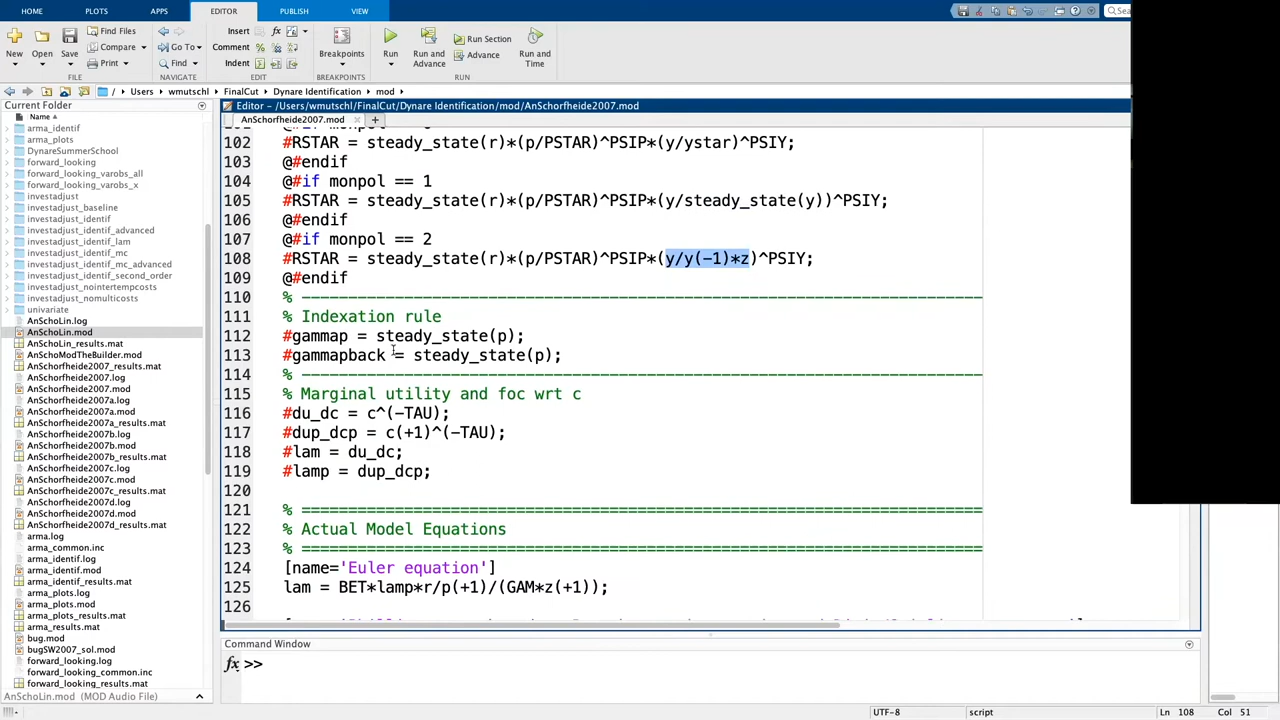 HOME PLOTS APPS EDITOR PUBLISH VIEW
New Open Save
Find Files
Compare
Print
FILE
Go To
Find
NAVIGATE
Insert fx
Comment %
Indent
EDIT
Breakpoints
BREAKPOINTS
Run
Run and
Advance
Run Section
Advance
Run and
Time
RUN
/ Users wmutschl FinalCut Dynare Identification mod
Current Folder
Name
arma_identif
arma_plots
DynareSummerSchool
forward_looking
forward_looking_varobs_all
forward_looking_varobs_x
investadjust
investadjust_baseline
investadjust_identif
investadjust_identif_advanced
investadjust_identif_lam
investadjust_identif_mc
investadjust_identif_mc_advanced
investadjust_identif_second_order
investadjust_nointertempcosts
investadjust_nomulticosts
univariate
AnSchoLin.log
AnSchoLin.mod
AnSchoLin_results.mat
AnSchoModTheBuilder.mod
AnSchorfheide2007_results.mat
AnSchorfheide2007.log
AnSchorfheide2007.mod
AnSchorfheide2007a.log
AnSchorfheide2007a.mod
AnSchorfheide2007a_results.mat
AnSchorfheide2007b.log
AnSchorfheide2007b.mod
AnSchorfheide2007b_results.mat
AnSchorfheide2007c.log
AnSchorfheide2007c.mod
AnSchorfheide2007c_results.mat
AnSchorfheide2007d.log
AnSchorfheide2007d.mod
AnSchorfheide2007d_results.mat
arma.log
arma_common.inc
arma_identif.log
arma_identif.mod
arma_identif_results.mat
arma_plots.log
arma_plots.mod
arma_plots_results.mat
arma_results.mat
bug.mod
bugSW2007_sol.mod
forward_looking.log
forward_looking_common.inc
forward_looking_results.mat
AnSchoLin.mod (MOD Audio File)
Editor - /Users/wmutschl/FinalCut/Dynare Identification/mod/AnSchorfheide2007.mod
AnSchorfheide2007.mod
102 #RSTAR = steady_state(r)*(p/PSTAR)^PSIP*(y/ystar)^PSIY;
103 @#endif
104 @#if monpol == 1
105 #RSTAR = steady_state(r)*(p/PSTAR)^PSIP*(y/steady_state(y))^PSIY;
106 @#endif
107 @#if monpol == 2
108 #RSTAR = steady_state(r)*(p/PSTAR)^PSIP*(y/y(-1)*z)^PSIY;
109 @#endif
110 % -------------------------------------------------------------------------
111 % Indexation rule
112 #gammap = steady_state(p);
113 #gammapback = steady_state(p);
114 % -------------------------------------------------------------------------
115 % Marginal utility and foc wrt c
116 #du_dc = c^(-TAU);
117 #dup_dcp = c(+1)^(-TAU);
118 #lam = du_dc;
119 #lamp = dup_dcp;
120
121 % =========================================================================
122 % Actual Model Equations
123 % =========================================================================
124 [name='Euler equation']
125 lam = BET*lamp*r/p(+1)/(GAM*z(+1));
126
Command Window
fx >>
UTF-8 script Ln 108 Col 51